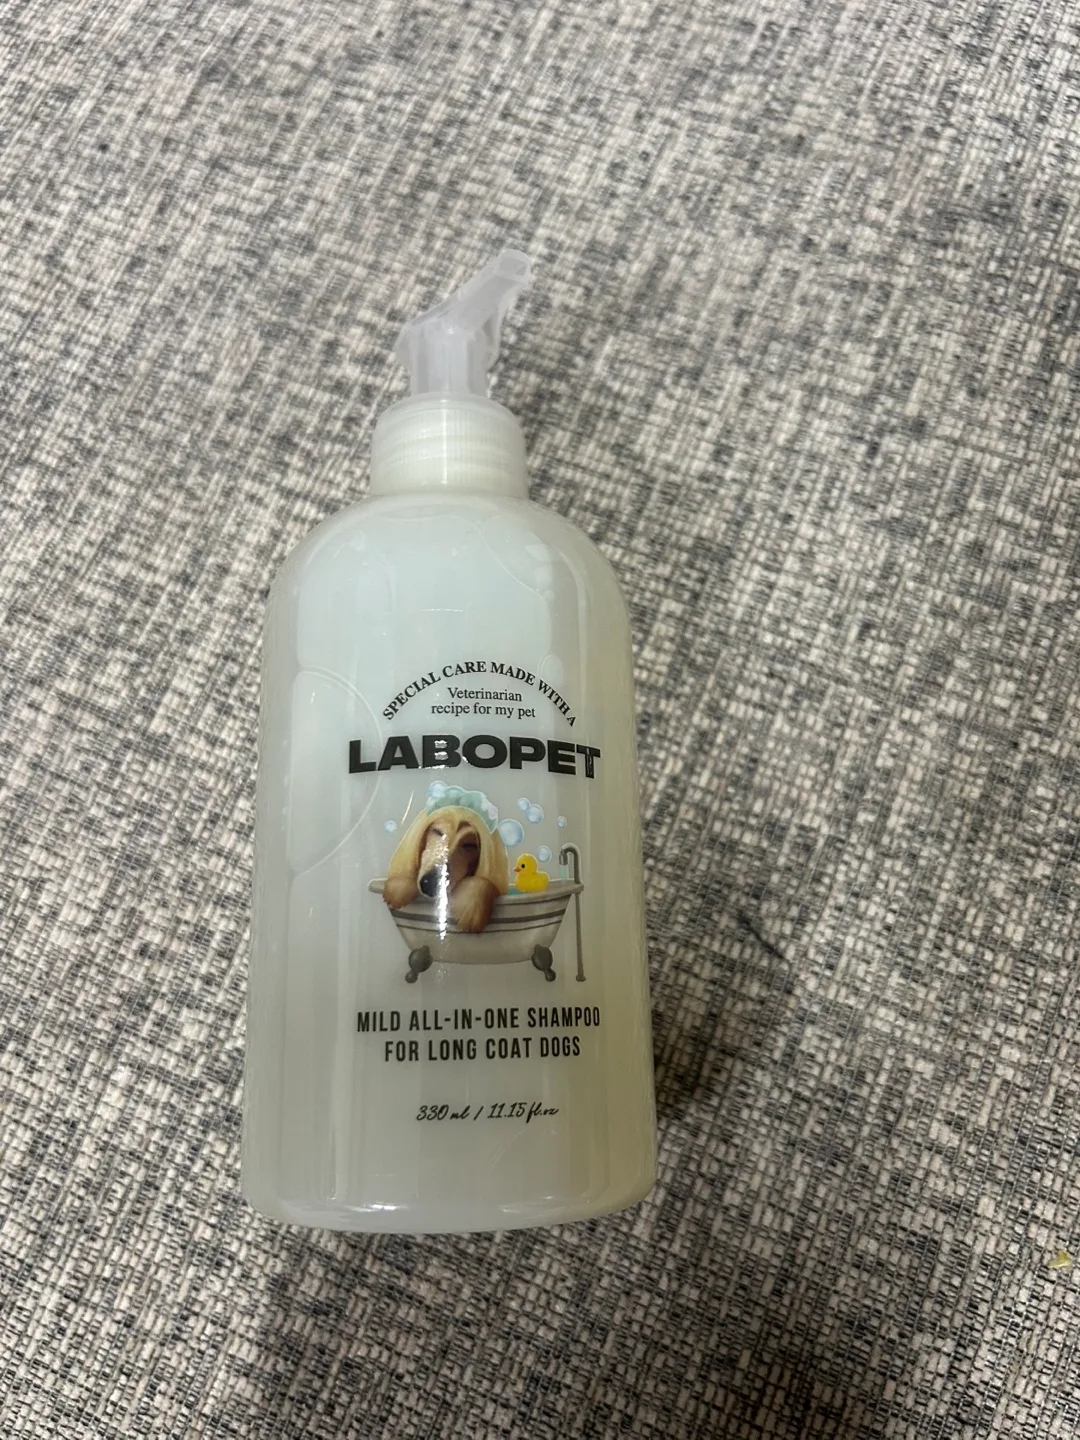 SPECIAL CARE MADE WITH A
Veterinarian
recipe for my pet
LABOPET
MILD ALL-IN-ONE SHAMPOO
FOR LONG COAT DOGS
330 ml / 11.15 fl.oz